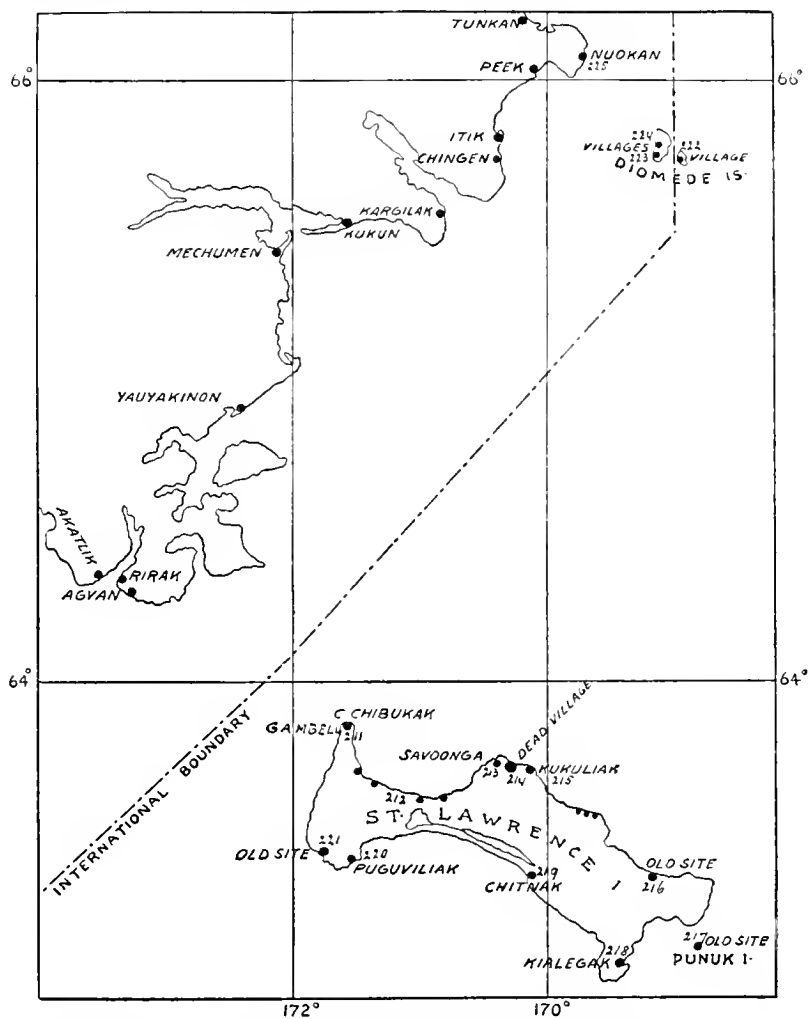 TUNKAN
NUOKAN
225
PEEK
66°
66°
ITIK
CHINGEN
224
VILLAGES
223
222
VILLAGE
DIOMEDE IS.
KARGILAK
KUKUN
MECHUMEN
YAUYAKINON
AKATLIK
RIRAK
AGVAN
64°
64°
INTERNATIONAL BOUNDARY
C. CHIBUKAK
GAMBELL
211
SAVOONGA
DEAD VILLAGE
213
214
KUKULIAK
215
212
ST. LAWRENCE I
OLD SITE
221
220
PUGUVILIAK
219
CHITNAK
OLD SITE
216
217
OLD SITE
PUNUK I.
218
KIALEGAK
172°
170°